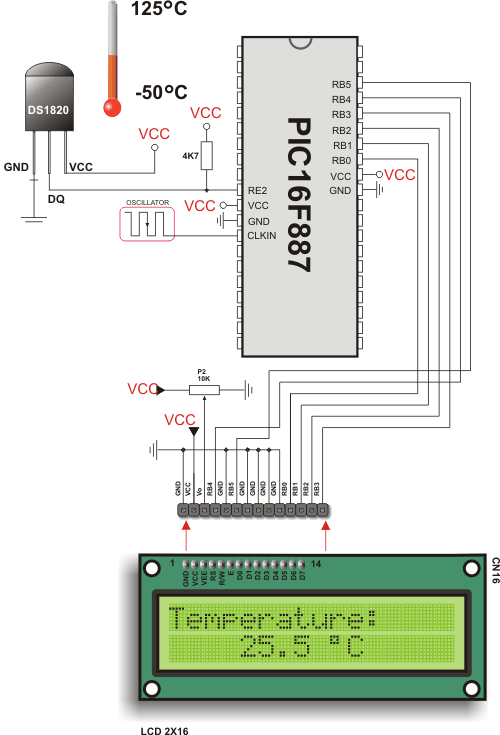 125°C
-50°C
DS1820
GND
VCC
DQ
VCC
VCC
4K7
OSCILLATOR
VCC
PIC16F887
RE2
VCC
GND
CLKIN
RB5
RB4
RB3
RB2
RB1
RB0
VCC
GND
VCC
P2
10K
VCC
VCC
GND
VCC
Vo
RB4
GND
RB5
GND
GND
GND
GND
RB0
RB1
RB2
RB3
1
14
GND
VCC
VEE
RS
R/W
E
D0
D1
D2
D3
D4
D5
D6
D7
CN16
Temperature:
25.5 °C
LCD 2X16